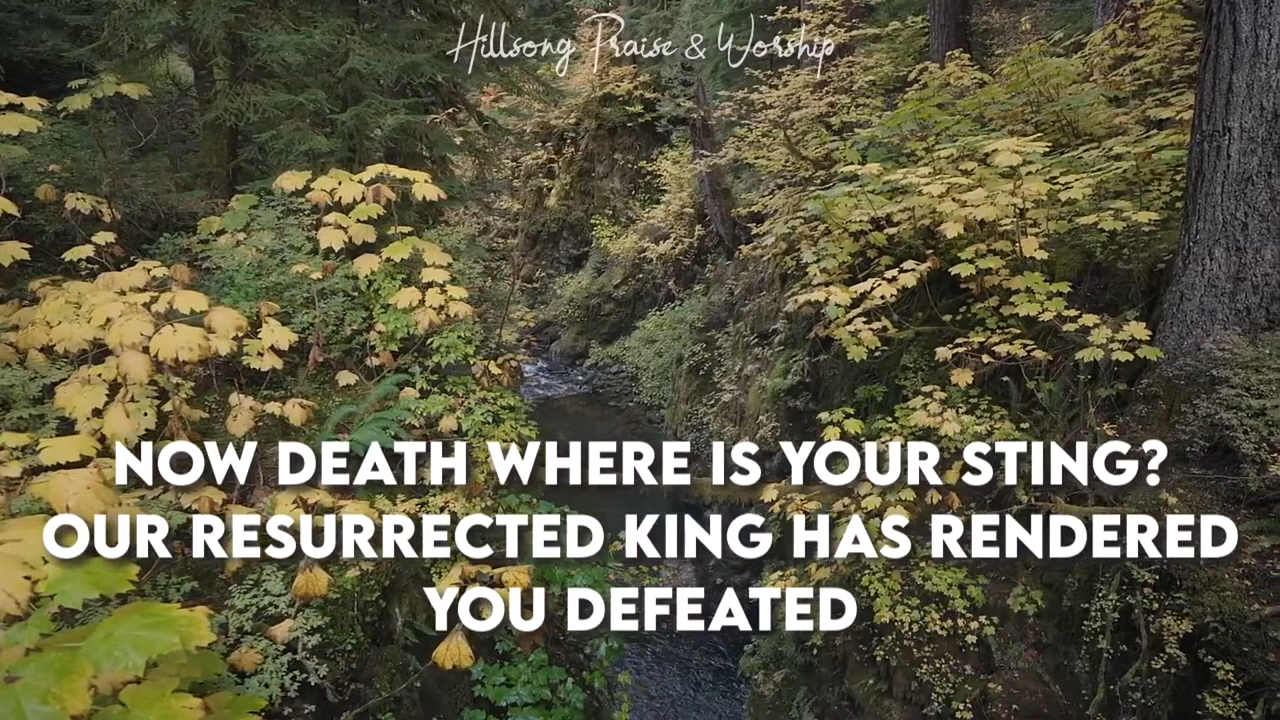 Hillsong Praise & Worship
NOW DEATH WHERE IS YOUR STING?
OUR RESURRECTED KING HAS RENDERED
YOU DEFEATED